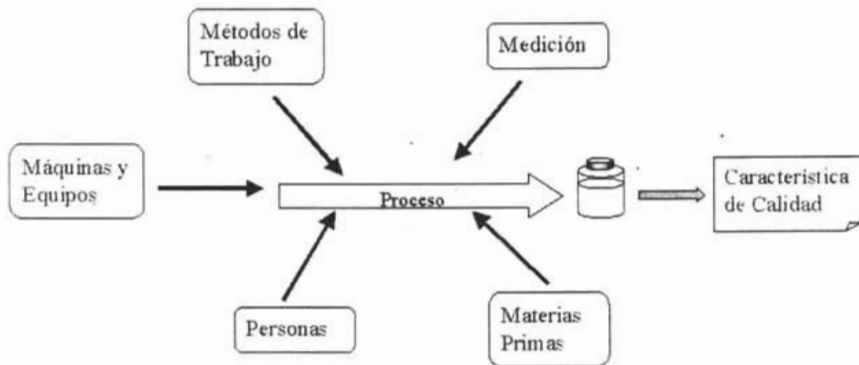 Métodos de
Trabajo
Medición
Máquinas y
Equipos
Proceso
Característica
de Calidad
Personas
Materias
Primas